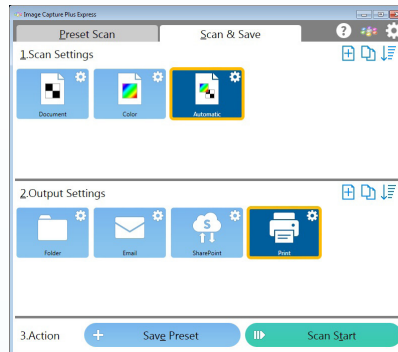 Image Capture Plus Express
Preset Scan
Scan & Save
1.Scan Settings
Document
Color
Automatic
2.Output Settings
Folder
Email
S
SharePoint
Print
3.Action
Save Preset
Scan Start